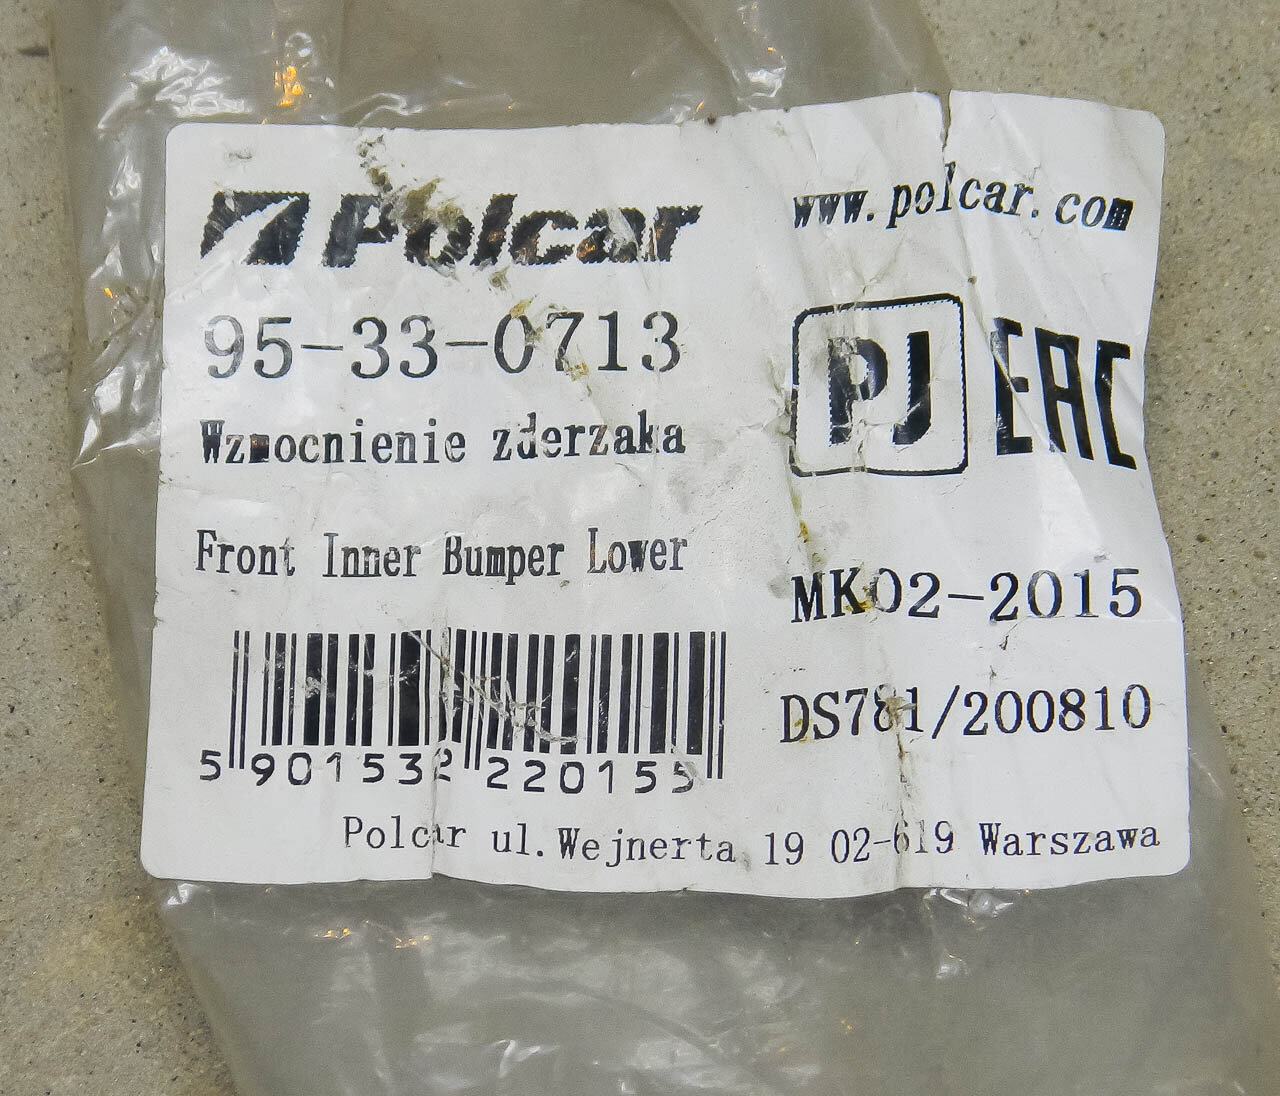 Polcar
www.polcar.com
95-33-0713
PJ
EAC
Wzmocnienie zderzaka
Front Inner Bumper Lower
MK02-2015
DS781/200810
5 901532 220155
Polcar ul.Wejnerta 19 02-619 Warszawa